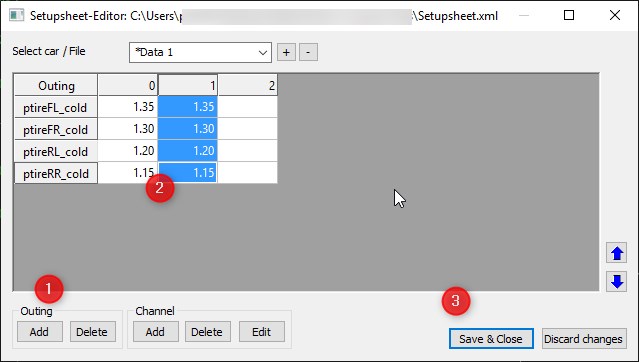 Setupsheet-Editor: C:\Users\p \Setupsheet.xml
Select car / File *Data 1 + -
Outing 0 1 2
ptireFL_cold 1.35 1.35
ptireFR_cold 1.30 1.30
ptireRL_cold 1.20 1.20
ptireRR_cold 1.15 1.15
2
1
3
Outing Channel
Add Delete Add Delete Edit Save & Close Discard changes